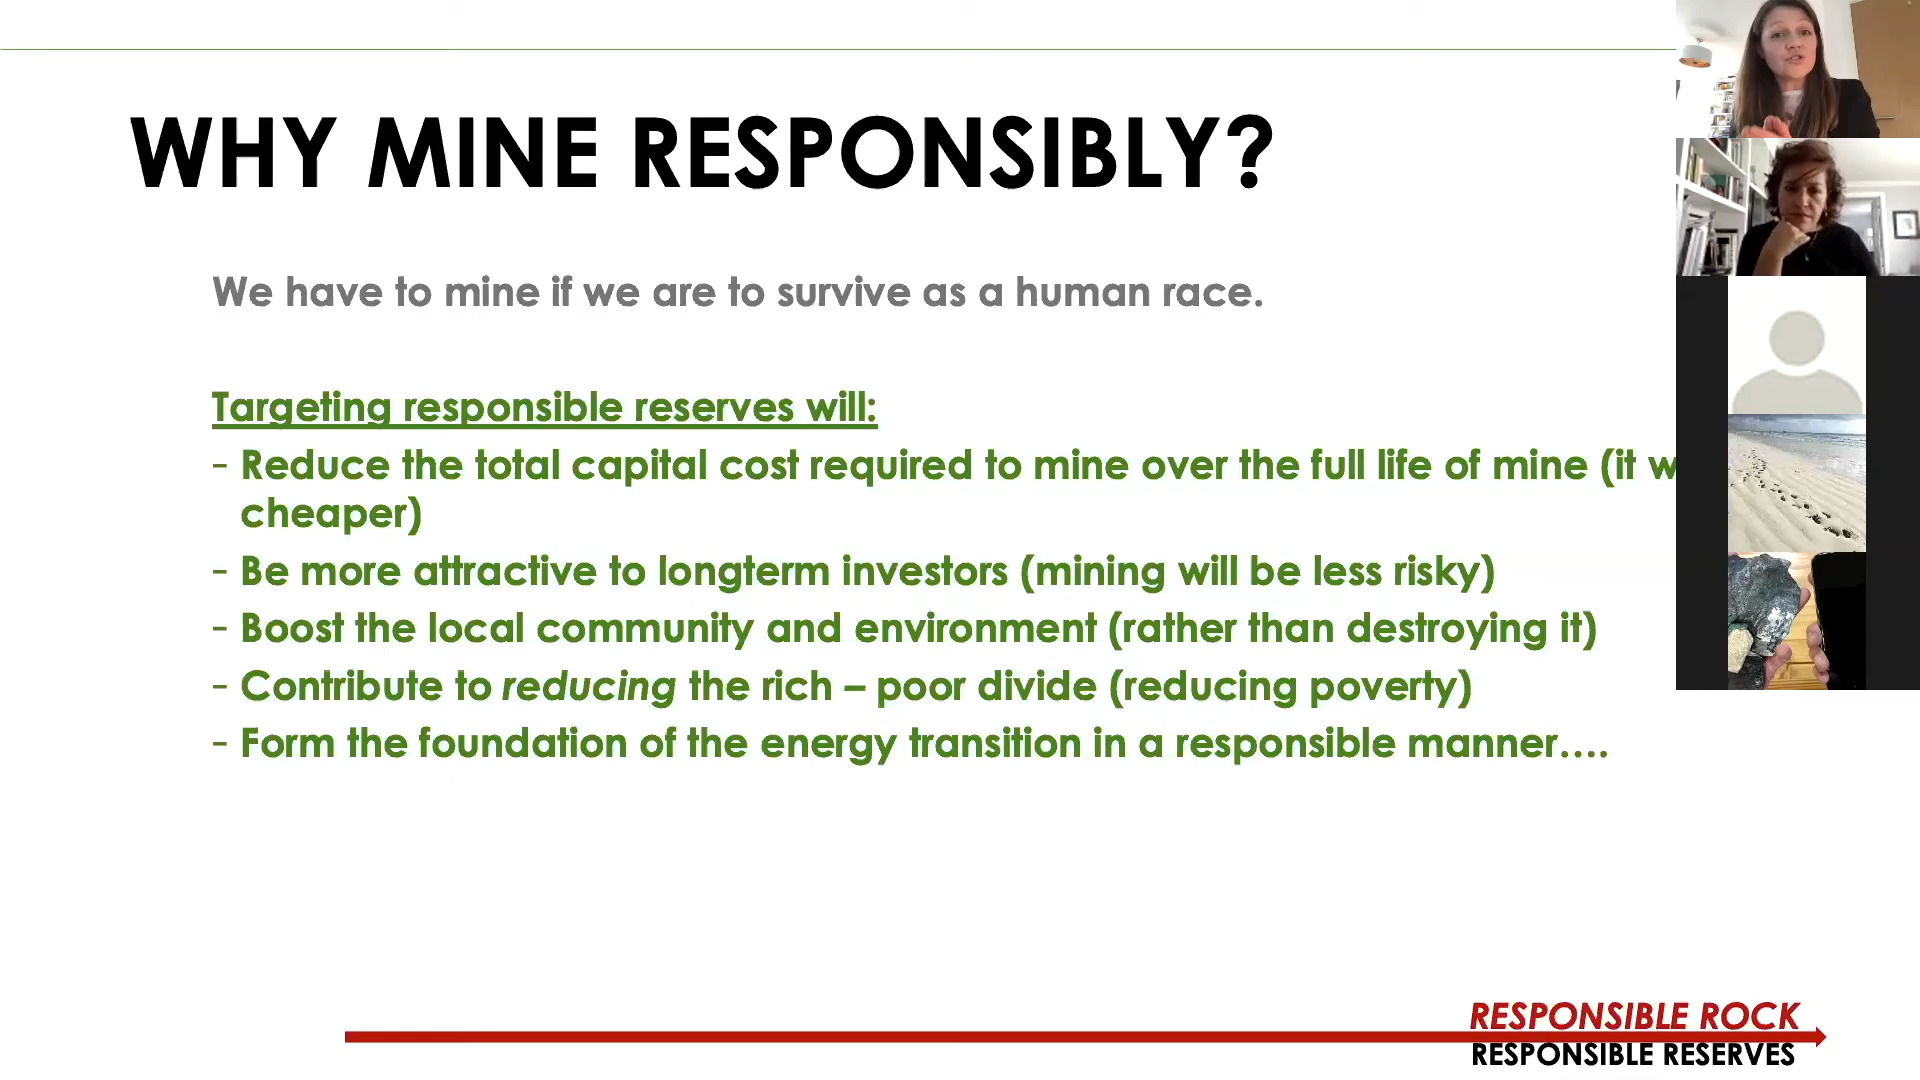 WHY MINE RESPONSIBLY?
We have to mine if we are to survive as a human race.
Targeting responsible reserves will:
- Reduce the total capital cost required to mine over the full life of mine (it
cheaper)
- Be more attractive to longterm investors (mining will be less risky)
- Boost the local community and environment (rather than destroying it)
- Contribute to reducing the rich – poor divide (reducing poverty)
- Form the foundation of the energy transition in a responsible manner....
RESPONSIBLE ROCK
RESPONSIBLE RESERVES